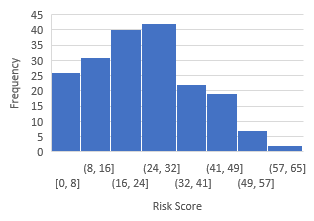 45
40
35
30
25
20
15
10
5
0
Frequency
(8, 16] (24, 32] (41, 49] (57, 65]
[0, 8] (16, 24] (32, 41] (49, 57]
Risk Score